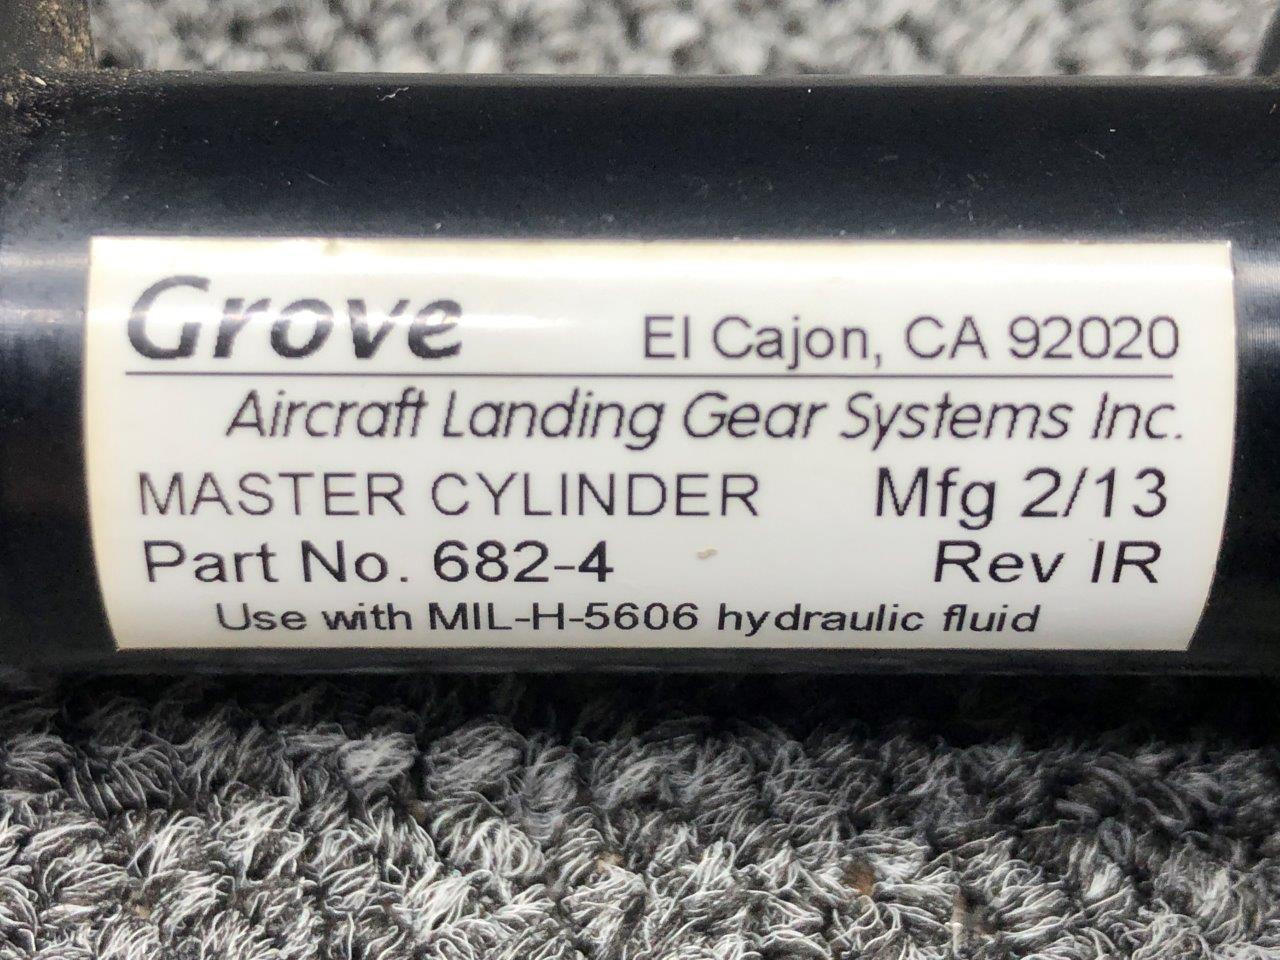 Grove El Cajon, CA 92020
Aircraft Landing Gear Systems Inc.
MASTER CYLINDER Mfg 2/13
Part No. 682-4 Rev IR
Use with MIL-H-5606 hydraulic fluid